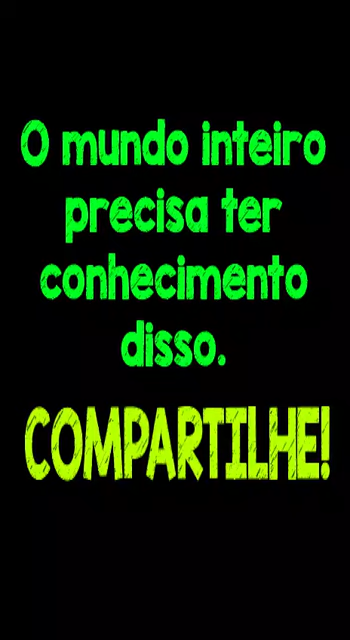 O mundo inteiro
precisa ter
conhecimento
disso.
COMPARTILHE!